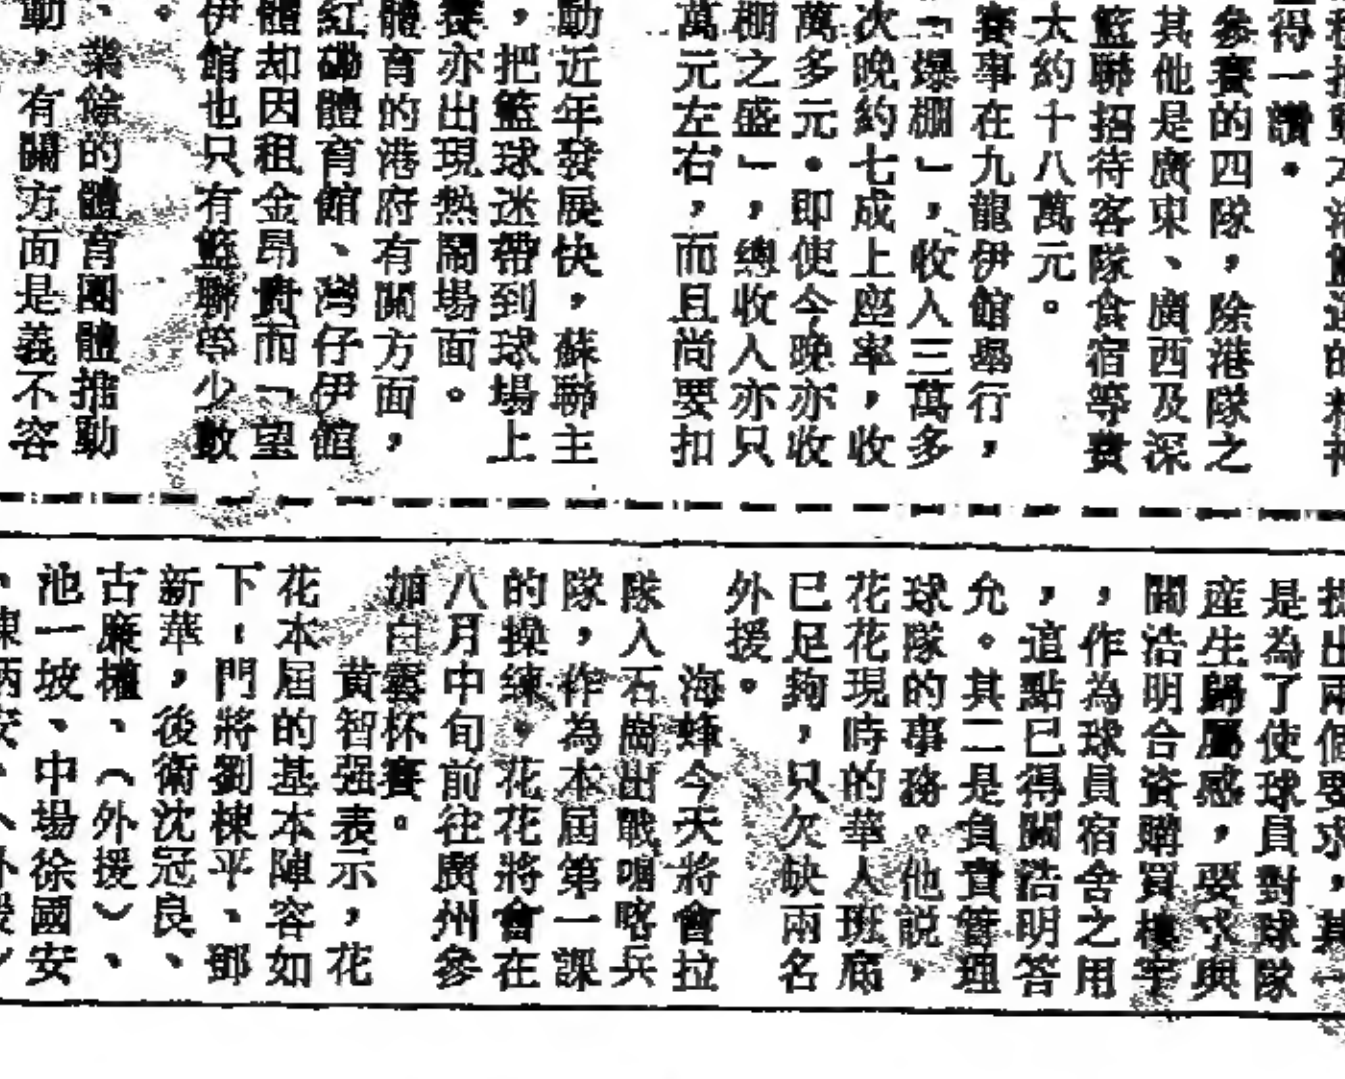 得一讚。
參賽的四隊，除港隊之
其他是廣東、廣西及深
籃聯招待客隊食宿等費
大約十八萬元。
賽事在九龍伊館舉行，
「爆棚」，收入三萬多
次晚約七成上座率，收
萬多元。即使今晚亦收
棚之盛」，總收入亦只
萬元左右，而且尚要扣
動近年發展快，蘇聯主
，把籃球迷帶到球場上
賽亦出現熱鬧場面。
體育的港府有關方面，
紅磡體育館、灣仔伊館
體却因租金昂貴而「望
伊館也只有籃聯等少數
。
、業餘的體育團體推動
動，有關方面是義不容
提出兩個要求，其一
是為了使球員對球隊
產生歸屬感，要求與
關浩明合資購買樓宇
，作為球員宿舍之用
，這點已得關浩明答
允。其二是負責管理
球隊的事務。他說，
花花現時的華人班底
已足夠，只欠缺兩名
外援。
海蜂今天將會拉
隊入石崗出戰啹喀兵
隊，作為本屆第一課
的操練。花花將會在
八月中旬前往廣州參
加白雲杯賽。
黃智强表示，花
花本屆的基本陣容如
下：門將劉棟平、鄧
新華，後衛沈冠良、
古廉權、（外援）、
池一坡、中場徐國安